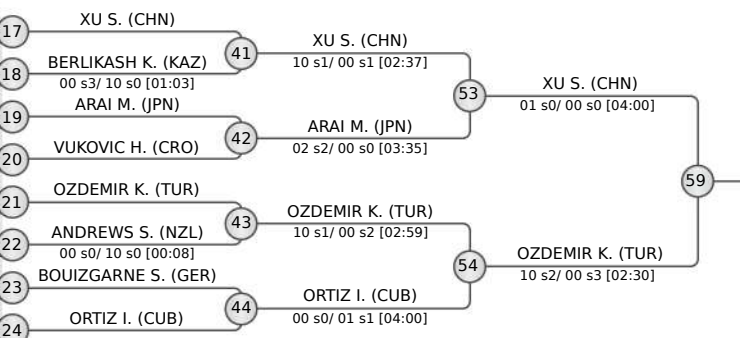 17
XU S. (CHN)
18
BERLIKASH K. (KAZ)
00 s3/ 10 s0 [01:03]
19
ARAI M. (JPN)
20
VUKOVIC H. (CRO)
21
OZDEMIR K. (TUR)
22
ANDREWS S. (NZL)
00 s0/ 10 s0 [00:08]
23
BOUIZGARNE S. (GER)
24
ORTIZ I. (CUB)
41
XU S. (CHN)
10 s1/ 00 s1 [02:37]
42
ARAI M. (JPN)
02 s2/ 00 s0 [03:35]
43
OZDEMIR K. (TUR)
10 s1/ 00 s2 [02:59]
44
ORTIZ I. (CUB)
00 s0/ 01 s1 [04:00]
53
XU S. (CHN)
01 s0/ 00 s0 [04:00]
54
OZDEMIR K. (TUR)
10 s2/ 00 s3 [02:30]
59